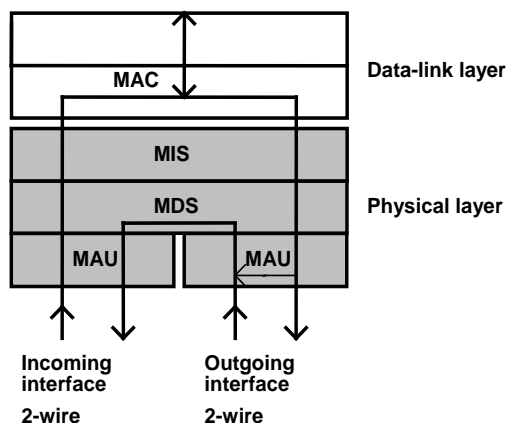 MAC
Data-link layer
MIS
MDS
Physical layer
MAU
MAU
Incoming
interface
2-wire
Outgoing
interface
2-wire